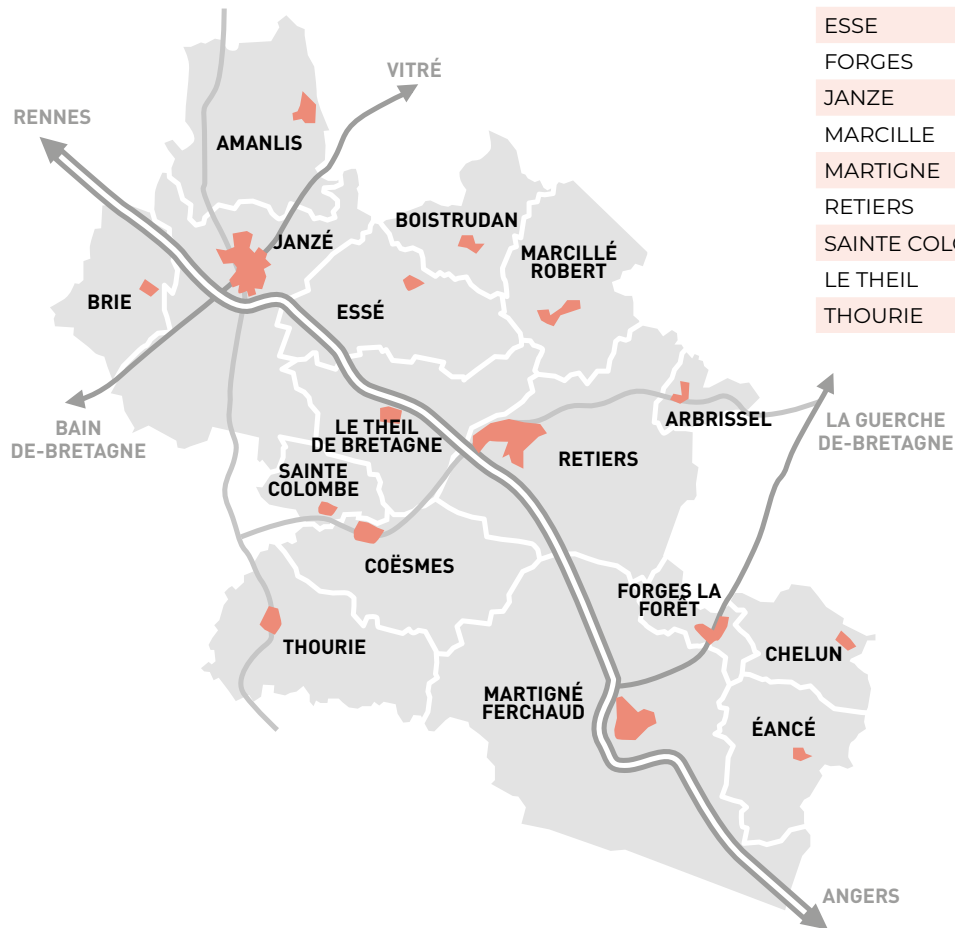 ESSE
FORGES
JANZE
MARCILLE
MARTIGNE
RETIERS
SAINTE
LE THEIL
THOURIE
VITRÉ
RENNES
AMANLIS
BOISTRUDAN
JANZÉ
MARCILLÉ
ROBERT
BRIE
ESSÉ
ARBRISSEL
LA GUERCHE
DE-BRETAGNE
BAIN
DE-BRETAGNE
LE THEIL
DE BRETAGNE
RETIERS
SAINTE
COLOMBE
COËSMES
FORGES LA
FORÊT
THOURIE
CHELUN
MARTIGNÉ
FERCHAUD
ÉANCÉ
ANGERS